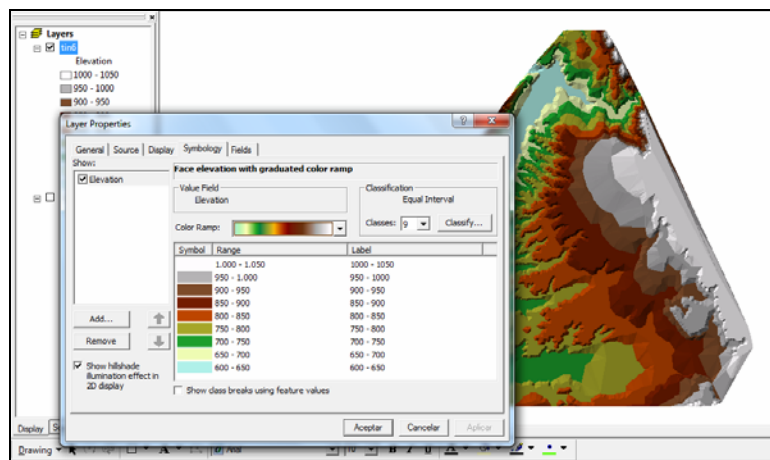 Layers
tin6
Elevation
1000 - 1050
950 - 1000
900 - 950
Layer Properties
General Source Display Symbology Fields
Show:
Elevation
Add...
Remove
Show hillshade
illumination effect in
2D display
Face elevation with graduated color ramp
Value Field
Elevation
Classification
Equal Interval
Color Ramp:
Classes: 9 Classify...
Symbol Range Label
1.000 - 1.050 1000 - 1050
950 - 1.000 950 - 1000
900 - 950 900 - 950
850 - 900 850 - 900
800 - 850 800 - 850
750 - 800 750 - 800
700 - 750 700 - 750
650 - 700 650 - 700
600 - 650 600 - 650
Show class breaks using feature values
Aceptar Cancelar Aplicar
Display
Drawing A Arial 10 B I U A